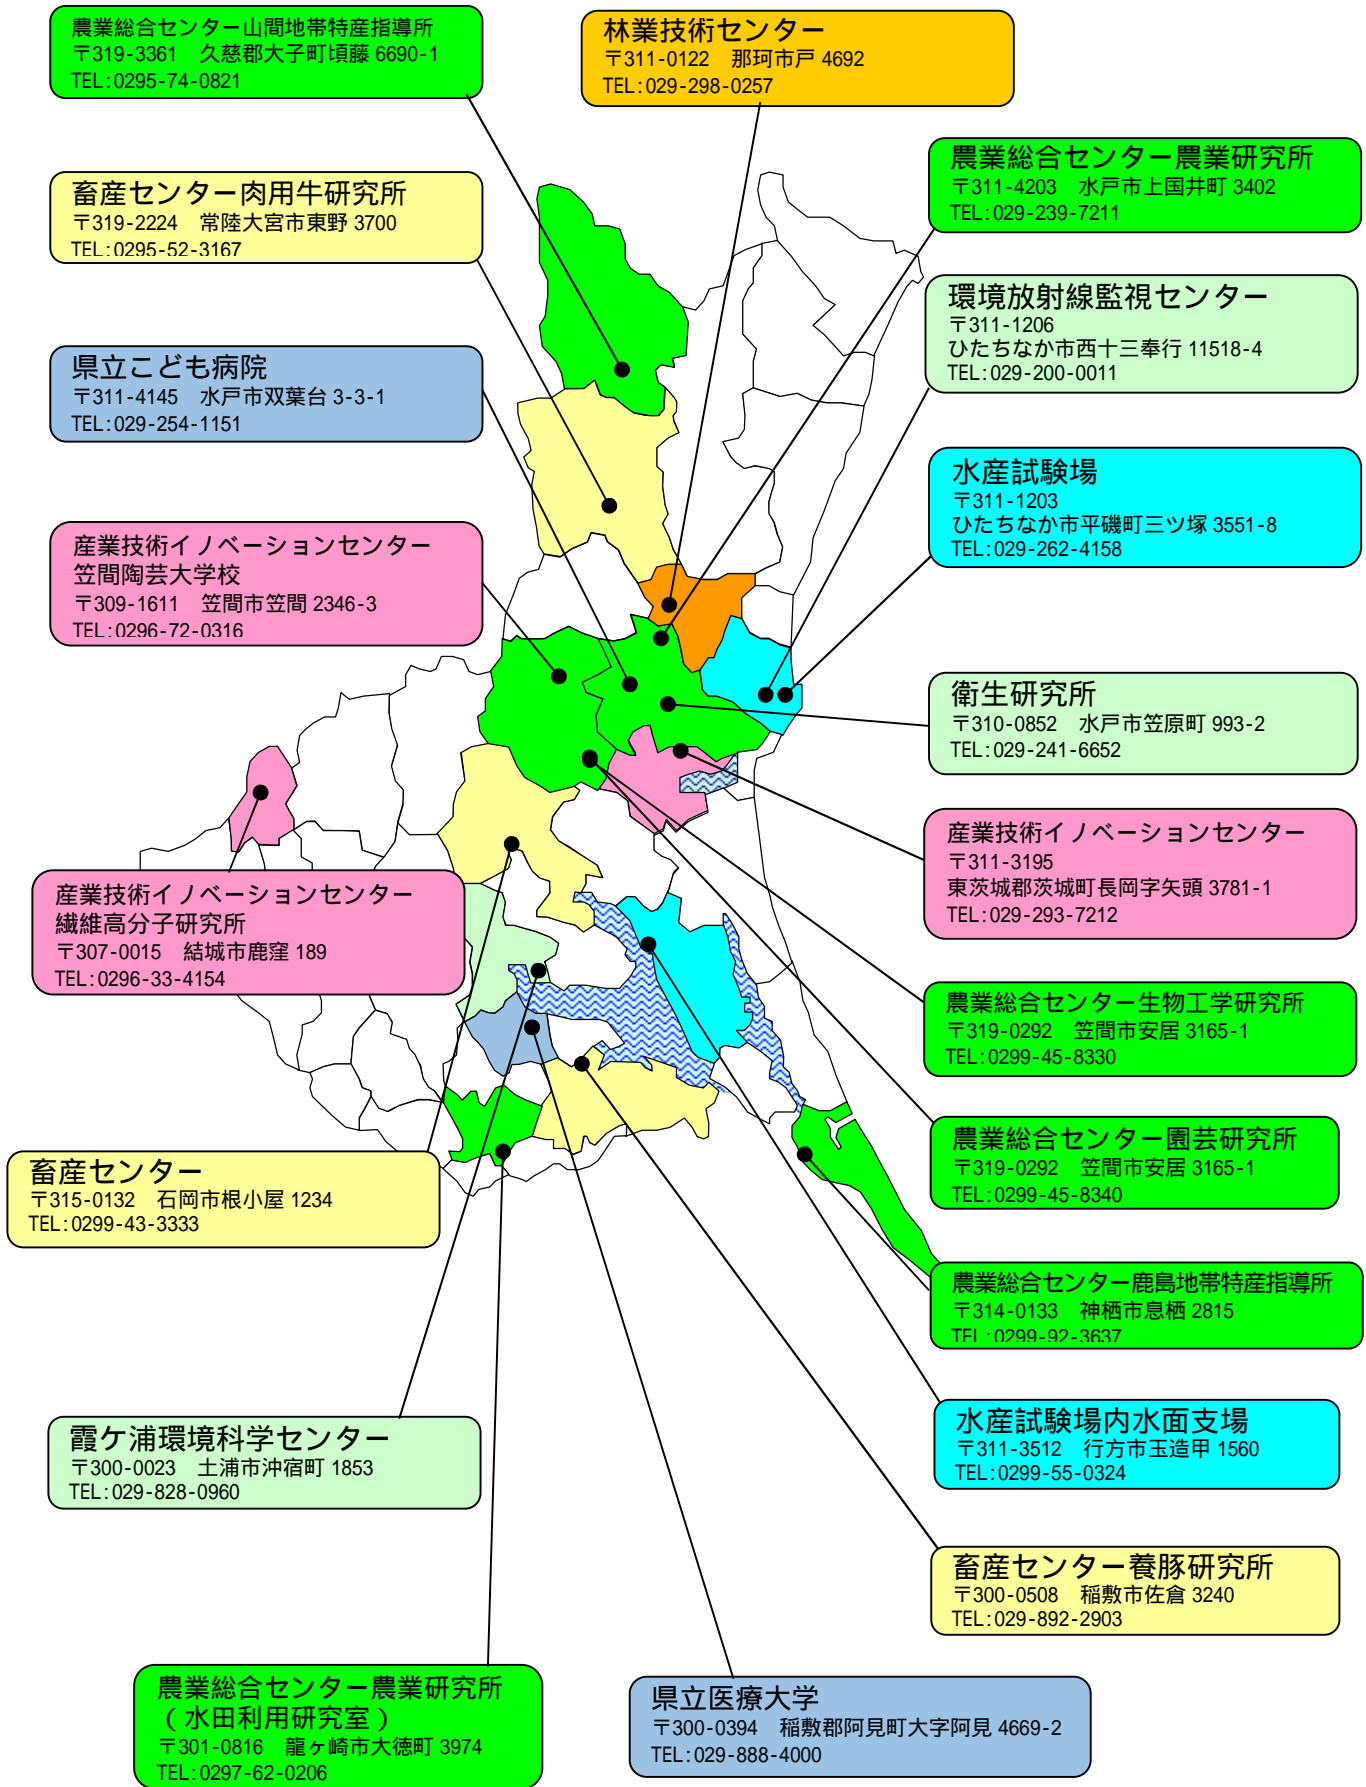 農業総合センター山間地帯特産指導所
〒319-3361 久慈郡大子町頃藤 6690-1
TEL:0295-74-0821
林業技術センター
〒311-0122 那珂市戸 4692
TEL:029-298-0257
農業総合センター農業研究所
〒311-4203 水戸市上国井町 3402
TEL:029-239-7211
畜産センター肉用牛研究所
〒319-2224 常陸大宮市東野 3700
TEL:0295-52-3167
環境放射線監視センター
〒311-1206
ひたちなか市西十三奉行 11518-4
TEL:029-200-0011
県立こども病院
〒311-4145 水戸市双葉台 3-3-1
TEL:029-254-1151
水産試験場
〒311-1203
ひたちなか市平磯町三ツ塚 3551-8
TEL:029-262-4158
産業技術イノベーションセンター
笠間陶芸大学校
〒309-1611 笠間市笠間 2346-3
TEL:0296-72-0316
衛生研究所
〒310-0852 水戸市笠原町 993-2
TEL:029-241-6652
産業技術イノベーションセンター
〒311-3195
東茨城郡茨城町長岡字矢頭 3781-1
TEL:029-293-7212
産業技術イノベーションセンター
繊維高分子研究所
〒307-0015 結城市鹿窪 189
TEL:0296-33-4154
農業総合センター生物工学研究所
〒319-0292 笠間市安居 3165-1
TEL:0299-45-8330
農業総合センター園芸研究所
〒319-0292 笠間市安居 3165-1
TEL:0299-45-8340
畜産センター
〒315-0132 石岡市根小屋 1234
TEL:0299-43-3333
農業総合センター鹿島地帯特産指導所
〒314-0133 神栖市息栖 2815
TEL:0299-92-3637
水産試験場内水面支場
〒311-3512 行方市玉造甲 1560
TEL:0299-55-0324
霞ケ浦環境科学センター
〒300-0023 土浦市沖宿町 1853
TEL:029-828-0960
畜産センター養豚研究所
〒300-0508 稲敷市佐倉 3240
TEL:029-892-2903
農業総合センター農業研究所
（水田利用研究室）
〒301-0816 龍ヶ崎市大徳町 3974
TEL:0297-62-0206
県立医療大学
〒300-0394 稲敷郡阿見町大字阿見 4669-2
TEL:029-888-4000